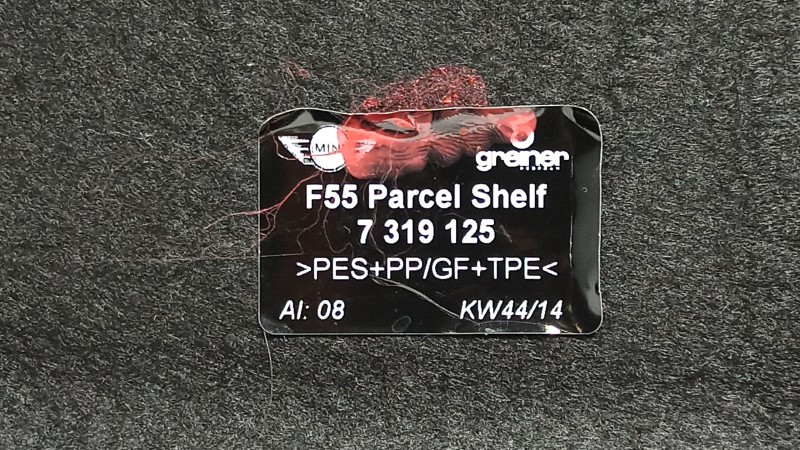 MINI greiner
F55 Parcel Shelf
7 319 125
>PES+PP/GF+TPE<
AI: 08 KW44/14